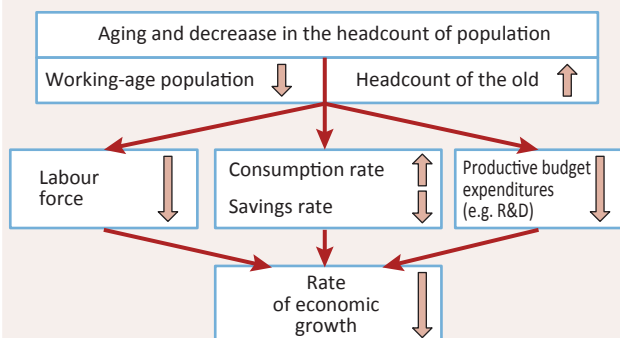 Aging and decreaase in the headcount of population
Working-age population
Headcount of the old
Labour
force
Consumption rate
Savings rate
Productive budget
expenditures
(e.g. R&D)
Rate
of economic
growth